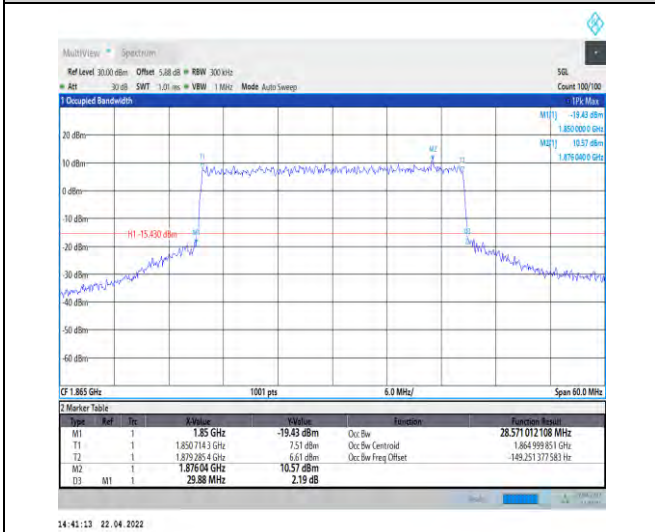 MultiView Spectrum
Ref Level 30.00 dBm Offset 5.88 dB RBW 300 kHz SGL
Att 30 dB SWT 1.01 ms VBW 1 MHz Mode Auto Sweep Count 100/100
1 Occupied Bandwidth 1Pk Max
M1[1] -19.43 dBm
1.850 000 0 GHz
M2[1] 10.57 dBm
1.876 040 0 GHz
20 dBm
M2
T1 T2
10 dBm
0 dBm
-10 dBm
H1 -15.430 dBm M1 D3
-20 dBm
-30 dBm
-40 dBm
-50 dBm
-60 dBm
CF 1.865 GHz 1001 pts 6.0 MHz/ Span 60.0 MHz
2 Marker Table
Type Ref Trc X-Value Y-Value Function Function Result
M1 1 1.85 GHz -19.43 dBm Occ Bw 28.571 012 108 MHz
T1 1 1.850 714 3 GHz 7.51 dBm Occ Bw Centroid 1.864 999 851 GHz
T2 1 1.879 285 4 GHz 6.61 dBm Occ Bw Freq Offset -149.251 377 583 Hz
M2 1 1.876 04 GHz 10.57 dBm
D3 M1 1 29.88 MHz 2.19 dB
14:41:13 22.04.2022